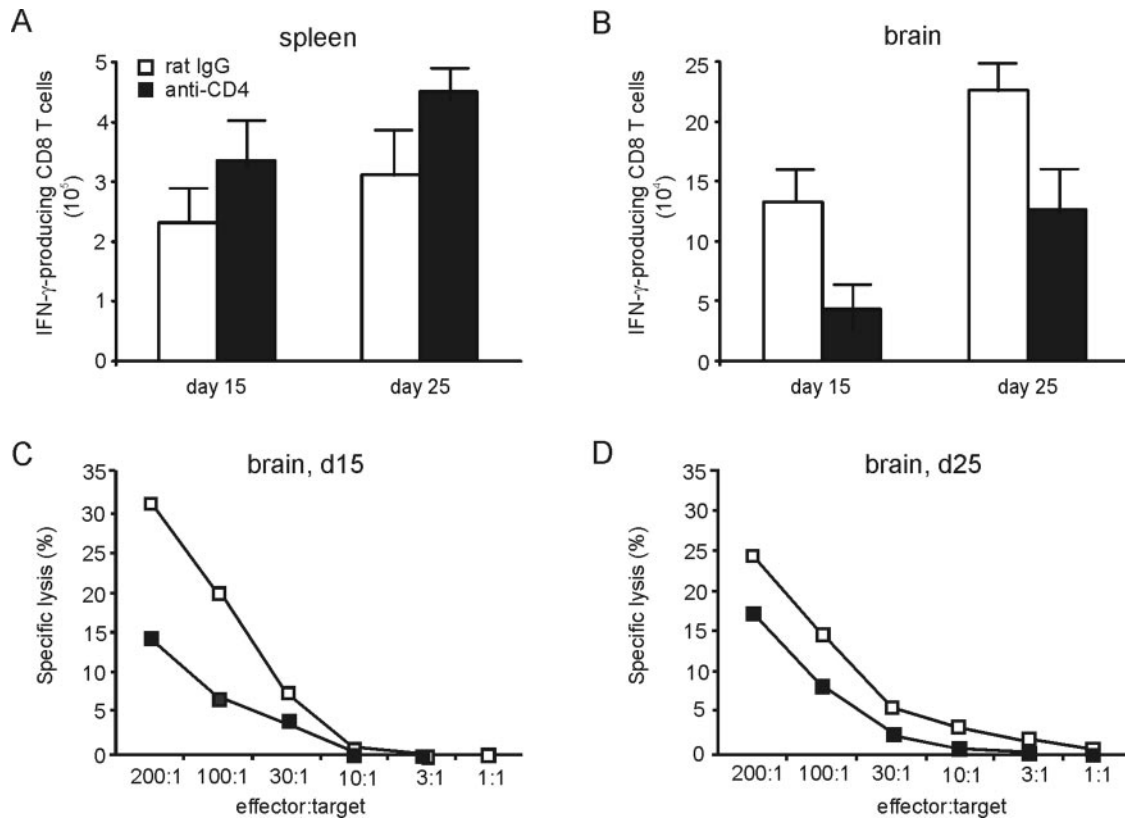 A
spleen
IFN-γ-producing CD8 T cells
(10⁵)
5
4
3
2
1
0
rat IgG
anti-CD4
day 15
day 25
B
brain
IFN-γ-producing CD8 T cells
(10⁴)
25
20
15
10
5
0
day 15
day 25
C
brain, d15
Specific lysis (%)
35
30
25
20
15
10
5
0
200:1 100:1 30:1 10:1 3:1 1:1
effector:target
D
brain, d25
Specific lysis (%)
35
30
25
20
15
10
5
0
200:1 100:1 30:1 10:1 3:1 1:1
effector:target